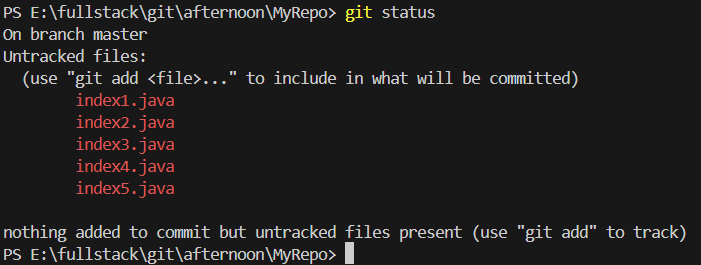 PS E:\fullstack\git\afternoon\MyRepo> git status
On branch master
Untracked files:
  (use "git add <file>..." to include in what will be committed)
        index1.java
        index2.java
        index3.java
        index4.java
        index5.java

nothing added to commit but untracked files present (use "git add" to track)
PS E:\fullstack\git\afternoon\MyRepo>